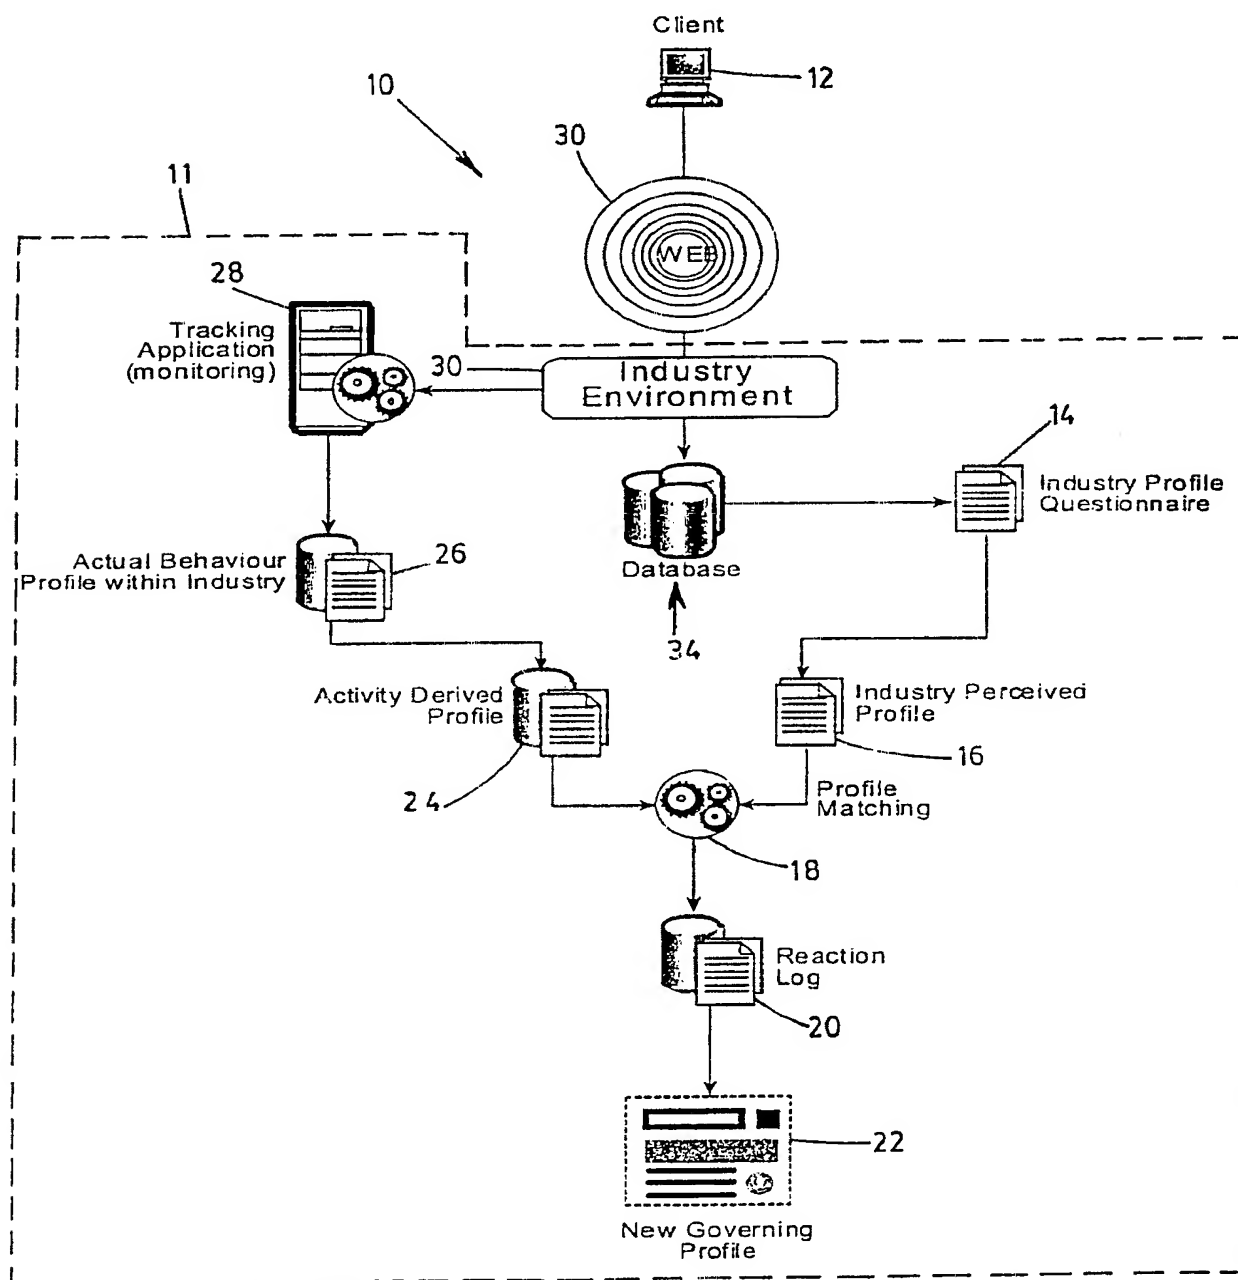 Client
12
10
30
11
WEB
28
Tracking
Application
(monitoring)
30
Industry
Environment
14
Industry Profile
Questionnaire
Actual Behaviour
Profile within Industry
26
Database
34
Activity Derived
Profile
Industry Perceived
Profile
24
16
Profile
Matching
18
Reaction
Log
20
22
New Governing
Profile